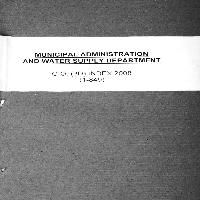 MUNICIPAL ADMINISTRATION
AND WATER SUPPLY DEPARTMENT
INDEX 2008